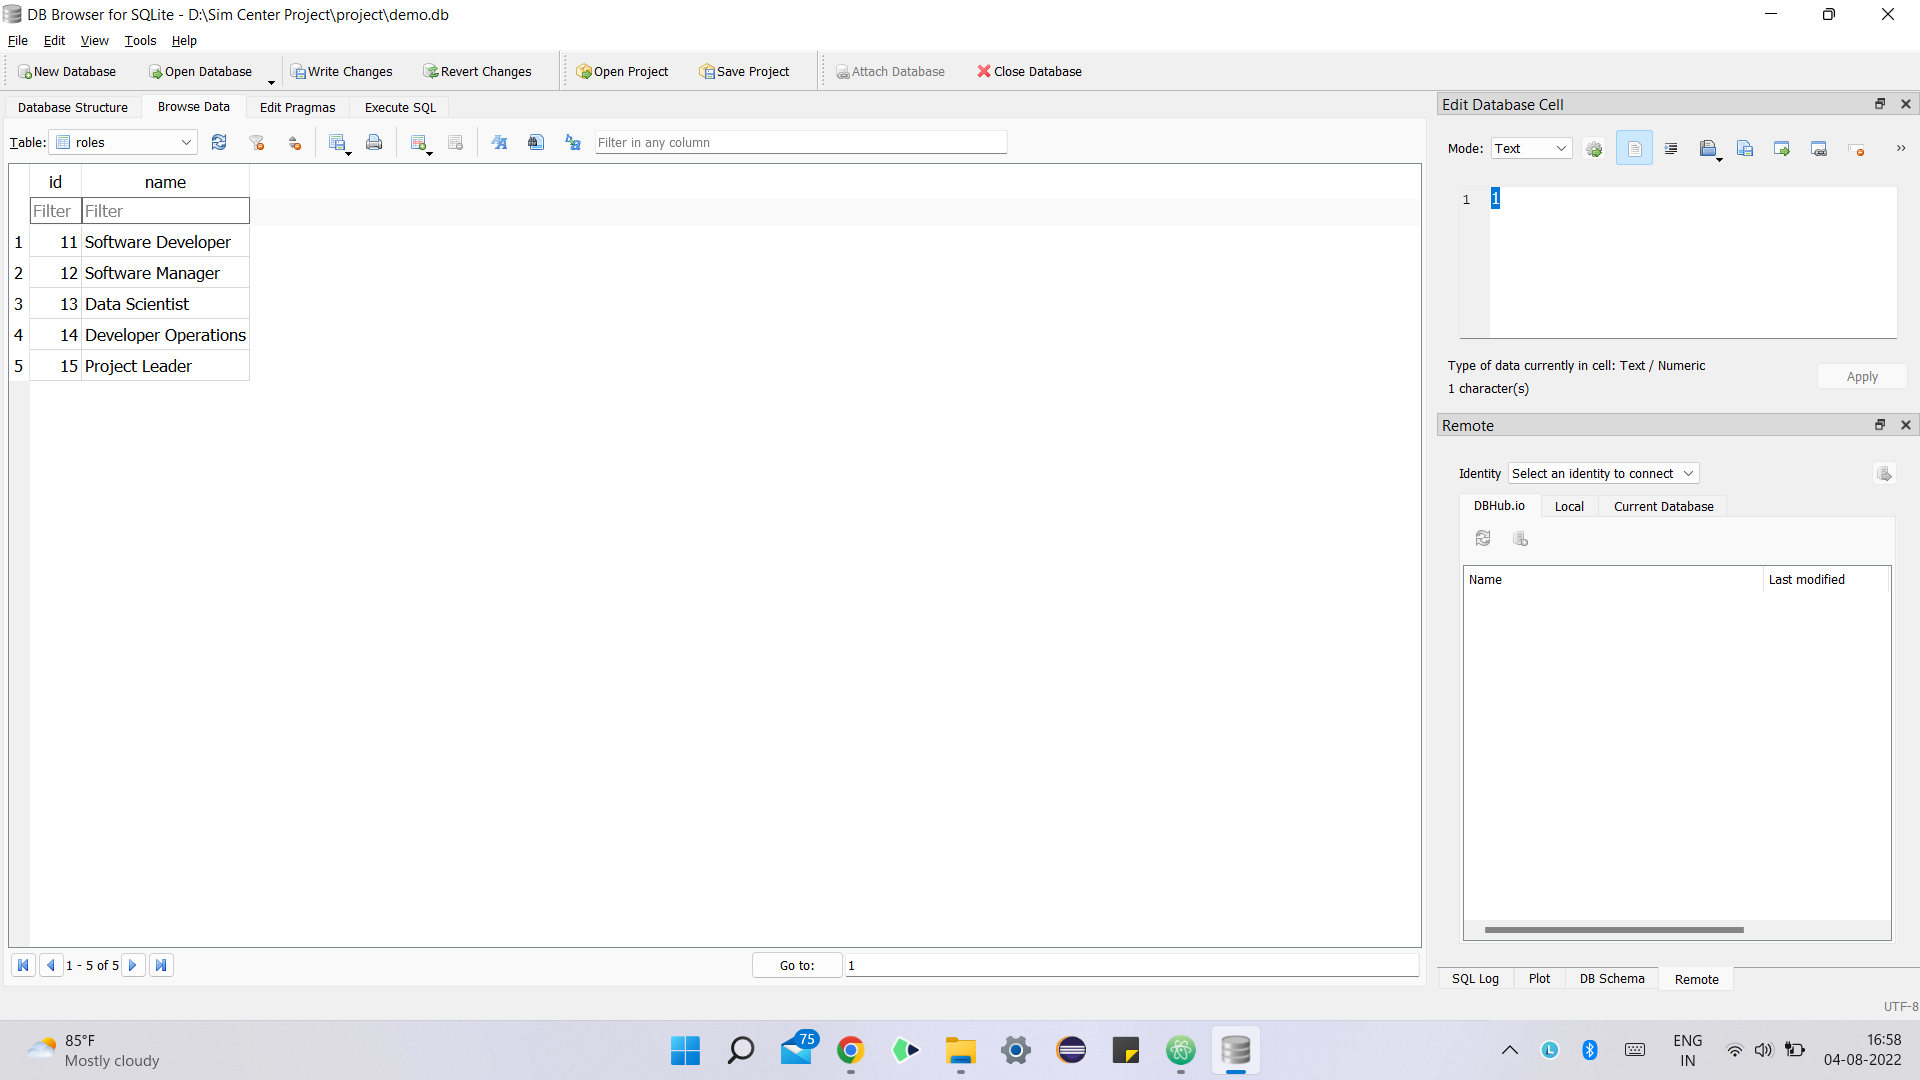 DB Browser for SQLite - D:\Sim Center Project\project\demo.db
File Edit View Tools Help
New Database Open Database Write Changes Revert Changes Open Project Save Project Attach Database Close Database
Database Structure Browse Data Edit Pragmas Execute SQL
Table: roles Filter in any column
id name
Filter Filter
1 11 Software Developer
2 12 Software Manager
3 13 Data Scientist
4 14 Developer Operations
5 15 Project Leader
1 - 5 of 5 Go to: 1
Edit Database Cell
Mode: Text
1 1
Type of data currently in cell: Text / Numeric
1 character(s)
Apply
Remote
Identity Select an identity to connect
DBHub.io Local Current Database
Name Last modified
SQL Log Plot DB Schema Remote
UTF-8
85°F
Mostly cloudy
75
L
ENG
IN
16:58
04-08-2022